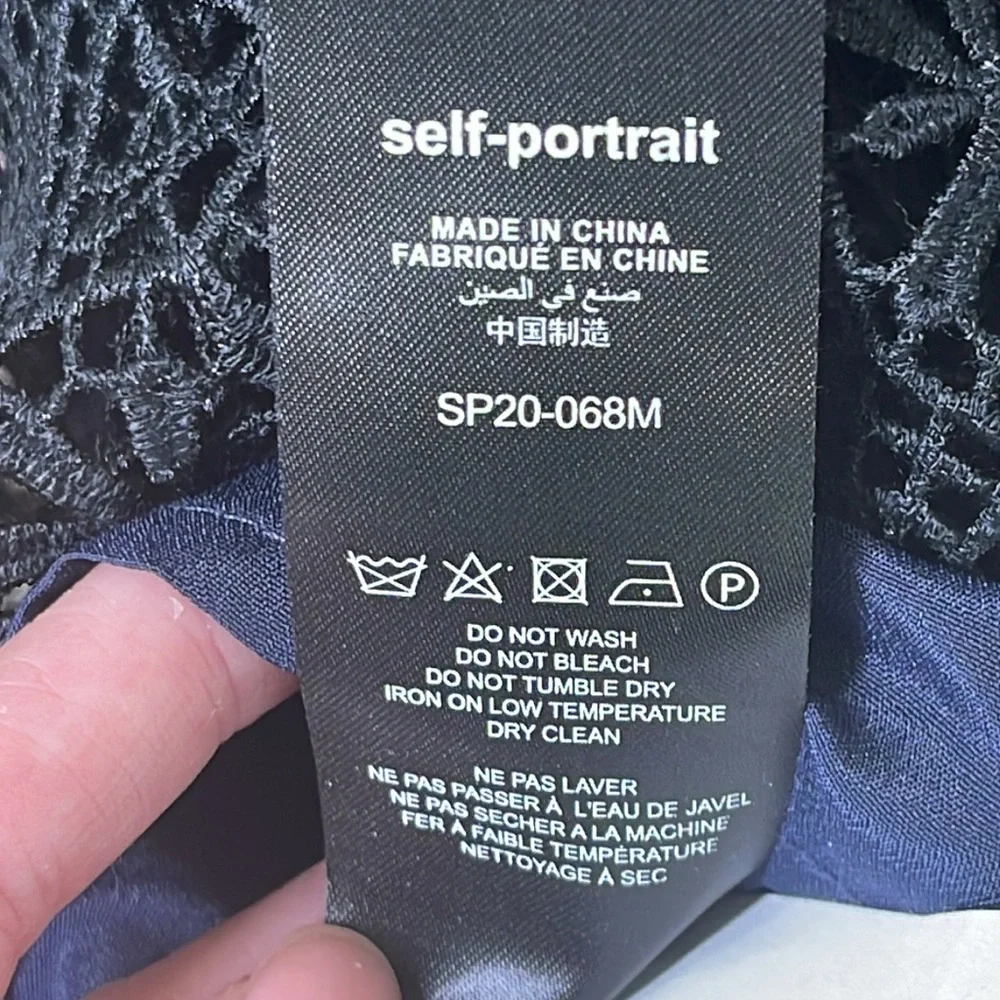 self-portrait
MADE IN CHINA
FABRIQUÉ EN CHINE
صنع في الصين
中国制造
SP20-068M
P
DO NOT WASH
DO NOT BLEACH
DO NOT TUMBLE DRY
IRON ON LOW TEMPERATURE
DRY CLEAN
NE PAS LAVER
NE PAS PASSER À L'EAU DE JAVEL
NE PAS SECHER A LA MACHINE
FER À FAIBLE TEMPÉRATURE
NETTOYAGE À SEC